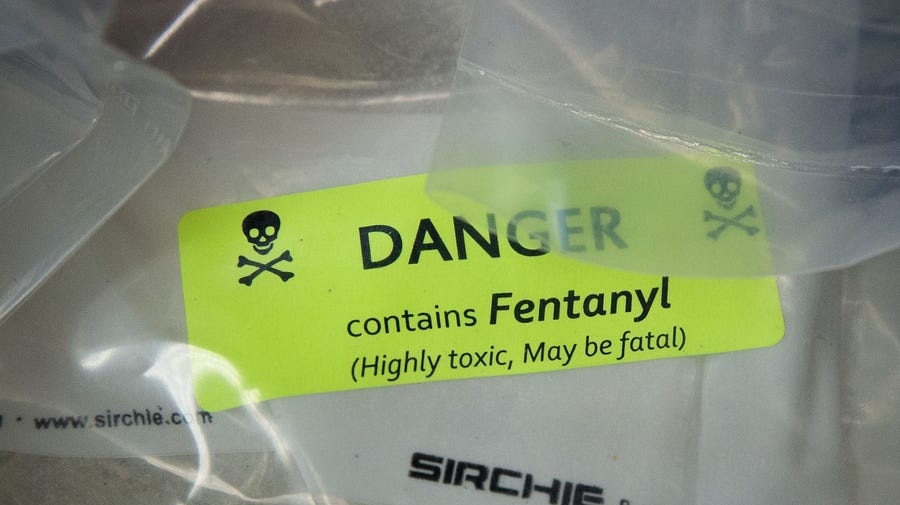 DANGER
contains Fentanyl
(Highly toxic, May be fatal)
· www.sirchie.com
SIRCHIE